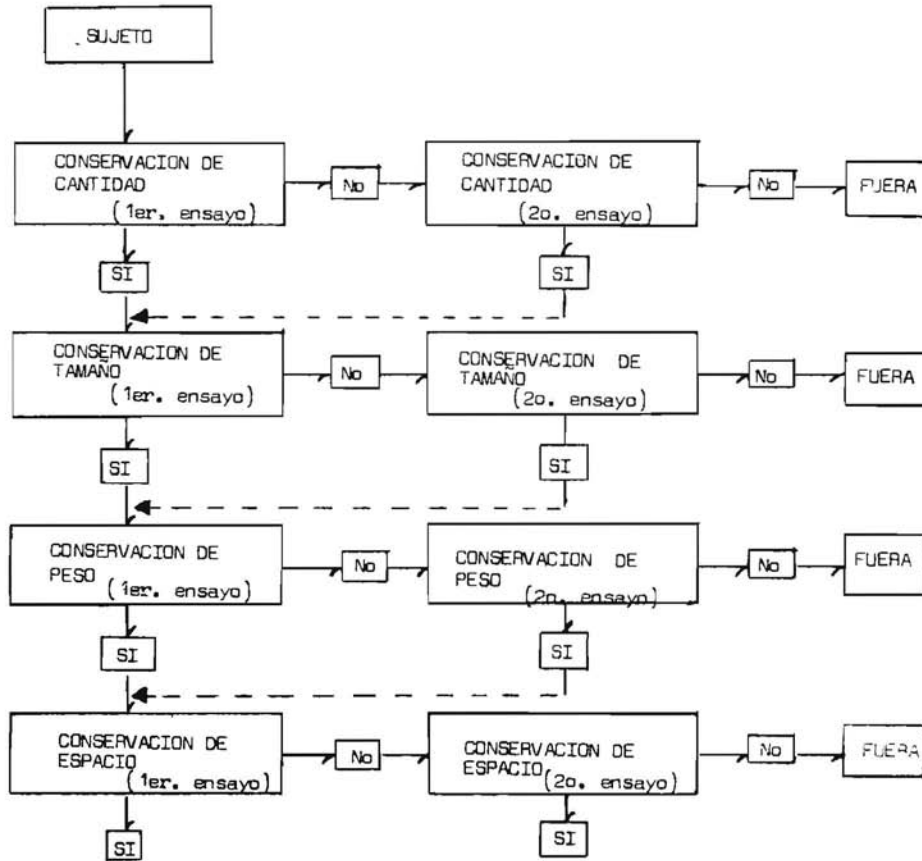 SUJETO
CONSERVACION DE
CANTIDAD
(1er. ensayo)
No
CONSERVACION DE
CANTIDAD
(2o. ensayo)
No
FUERA
SI
SI
CONSERVACION DE
TAMAÑO
(1er. ensayo)
No
CONSERVACION DE
TAMAÑO
(2o. ensayo)
No
FUERA
SI
SI
CONSERVACION DE
PESO
(1er. ensayo)
No
CONSERVACION DE
PESO
(2o. ensayo)
No
FUERA
SI
SI
CONSERVACION DE
ESPACIO
(1er. ensayo)
No
CONSERVACION DE
ESPACIO
(2o. ensayo)
No
FUERA
SI
SI